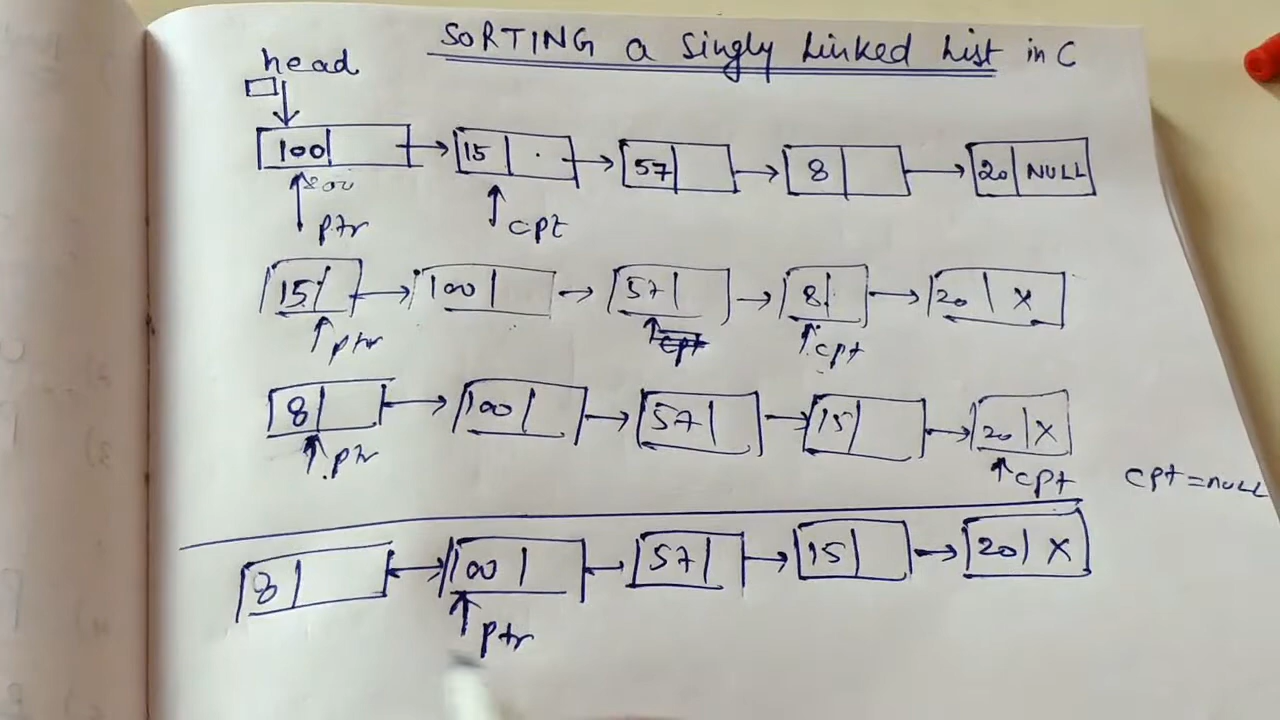 SORTING a Singly Linked List in C
head
100 15 57 8 20 NULL
ptr cpt
15 100 57 8 20 X
ptr cpt cpt
8 100 57 15 20 X
ptr cpt cpt = NULL
8 100 57 15 20 X
ptr